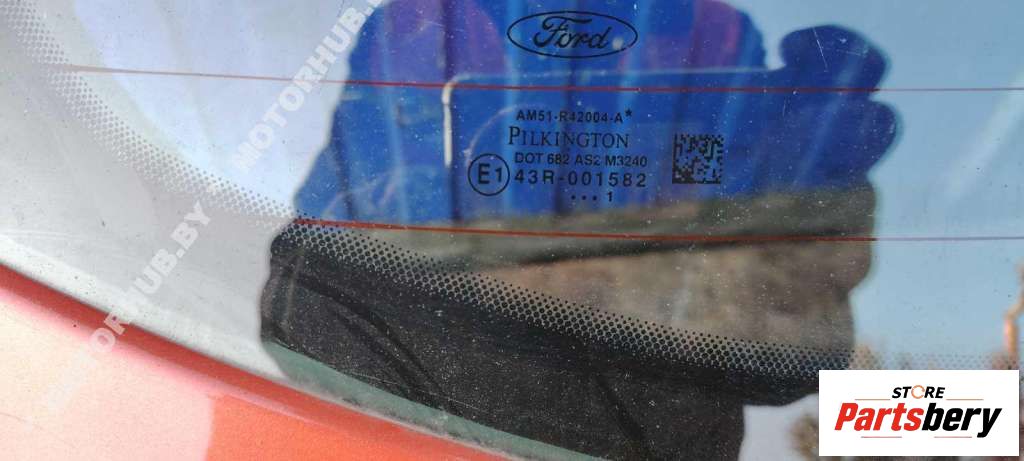 Ford
AM51-R42004-A*
PILKINGTON
DOT 682 AS2 M3240
E1 43R-001582
... 1
MOTORHUB.BY MOTORHUB.BY
STORE
Partsbery